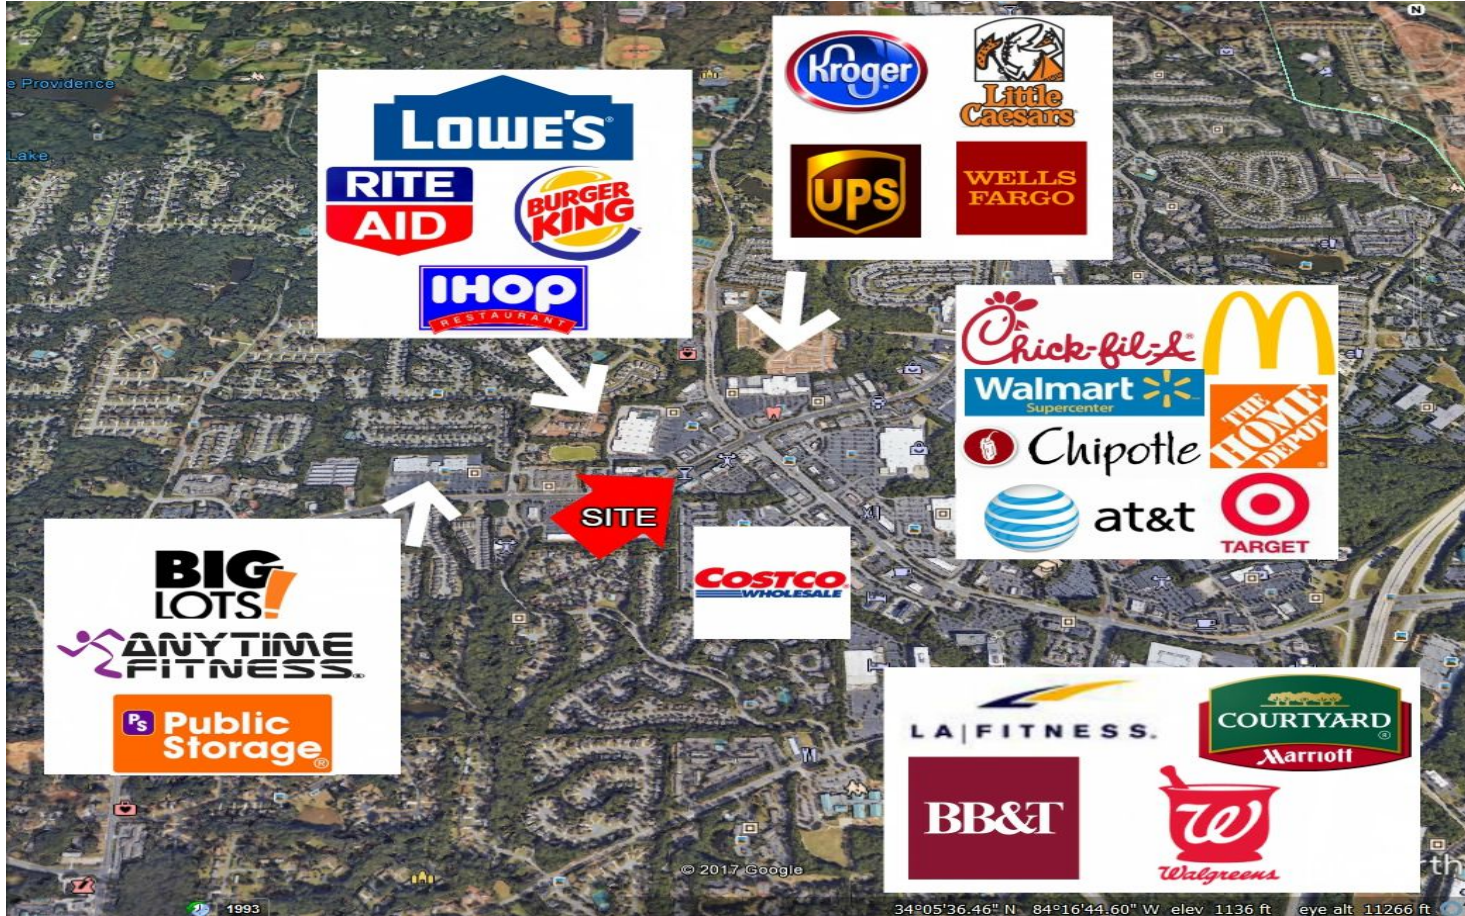 N
e Providence
Lake
LOWE'S
RITE
AID
BURGER
KING
IHOP
RESTAURANT
Kroger
Little
Caesars
UPS
WELLS
FARGO
Chick-fil-A
Walmart
Supercenter
THE
HOME
DEPOT
Chipotle
at&t
TARGET
SITE
COSTCO
WHOLESALE
BIG
LOTS!
ANYTIME
FITNESS
PS Public
Storage
LA|FITNESS.
COURTYARD
Marriott
BB&T
W
Walgreens
© 2017 Google
rth
1993
34°05'36.46" N 84°16'44.60" W elev 1136 ft eye alt 11266 ft